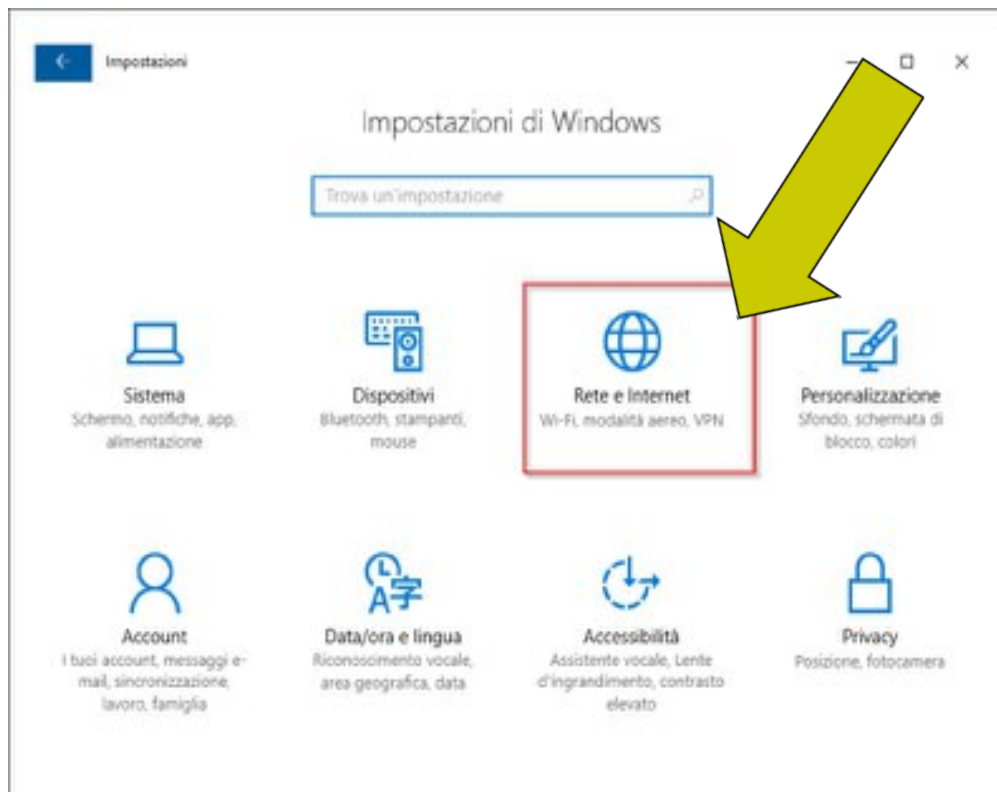 Impostazioni
Impostazioni di Windows
Trova un'impostazione
Sistema
Schermo, notifiche, app,
alimentazione
Dispositivi
Bluetooth, stampanti,
mouse
Rete e Internet
Wi-Fi, modalità aereo, VPN
Personalizzazione
Sfondo, schermata di
blocco, colori
Account
I tuoi account, messaggi e-
mail, sincronizzazione,
lavoro, famiglia
Data/ora e lingua
Riconoscimento vocale,
area geografica, data
Accessibilità
Assistente vocale, Lente
d'ingrandimento, contrasto
elevato
Privacy
Posizione, fotocamera